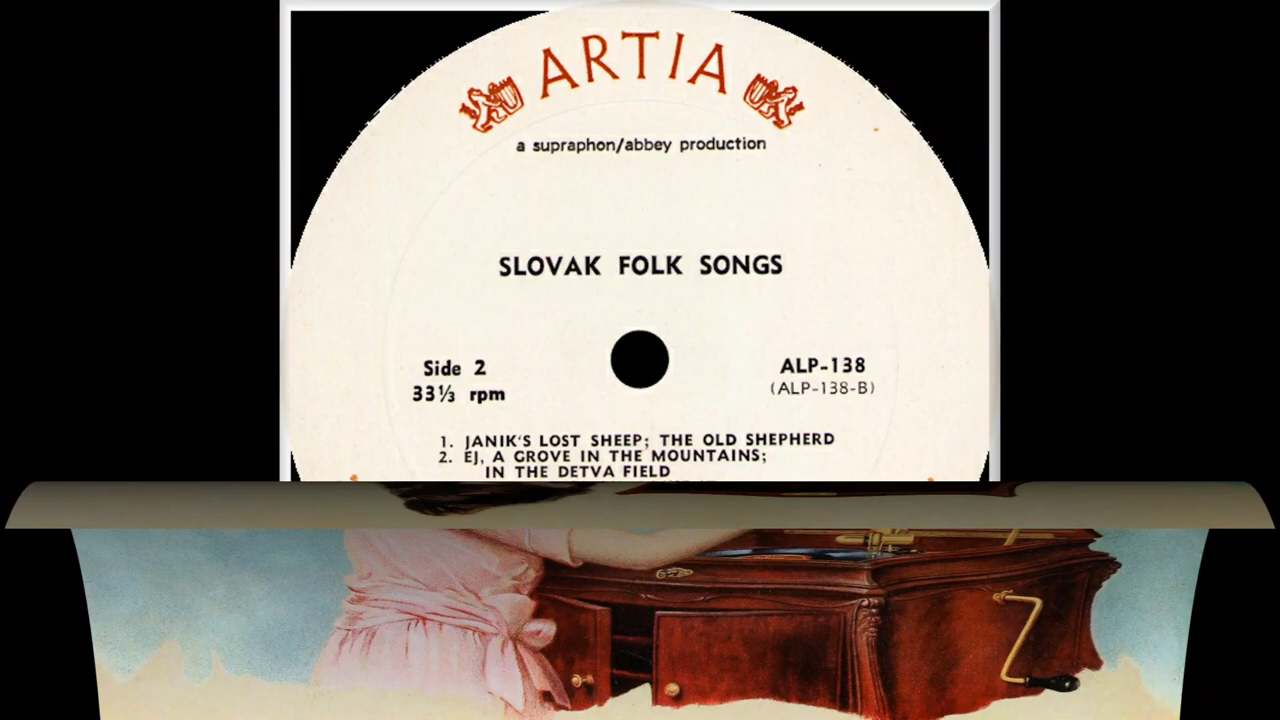 ARTIA
a supraphon/abbey production
SLOVAK FOLK SONGS
Side 2
33⅓ rpm
ALP-138
(ALP-138-B)
1. JANIK'S LOST SHEEP; THE OLD SHEPHERD
2. EJ, A GROVE IN THE MOUNTAINS;
IN THE DETVA FIELD